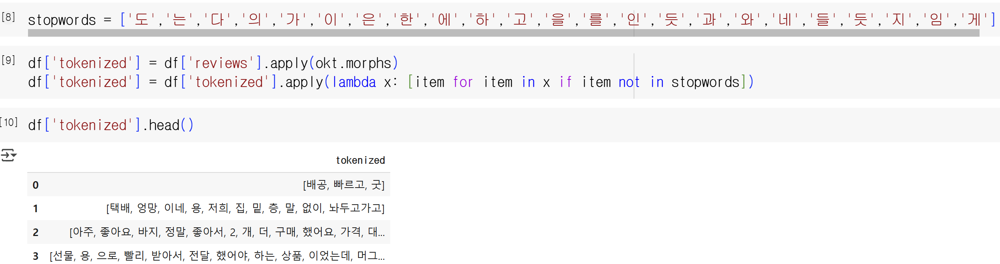 [8] stopwords = ['도','는','다','의','가','이','은','한','에','하','고','을','를','인','듯','과','와','네','들','듯','지','임','게']
[9] df['tokenized'] = df['reviews'].apply(okt.morphs)
df['tokenized'] = df['tokenized'].apply(lambda x: [item for item in x if item not in stopwords])
[10] df['tokenized'].head()
tokenized
0 [배공, 빠르고, 굿]
1 [택배, 엉망, 이네, 용, 저희, 집, 밑, 층, 말, 없이, 놔두고가고]
2 [아주, 좋아요, 바지, 정말, 좋아서, 2, 개, 더, 구매, 했어요, 가격, 대...
3 [선물, 용, 으로, 빨리, 받아서, 전달, 했어야, 하는, 상품, 이었는데, 머그...